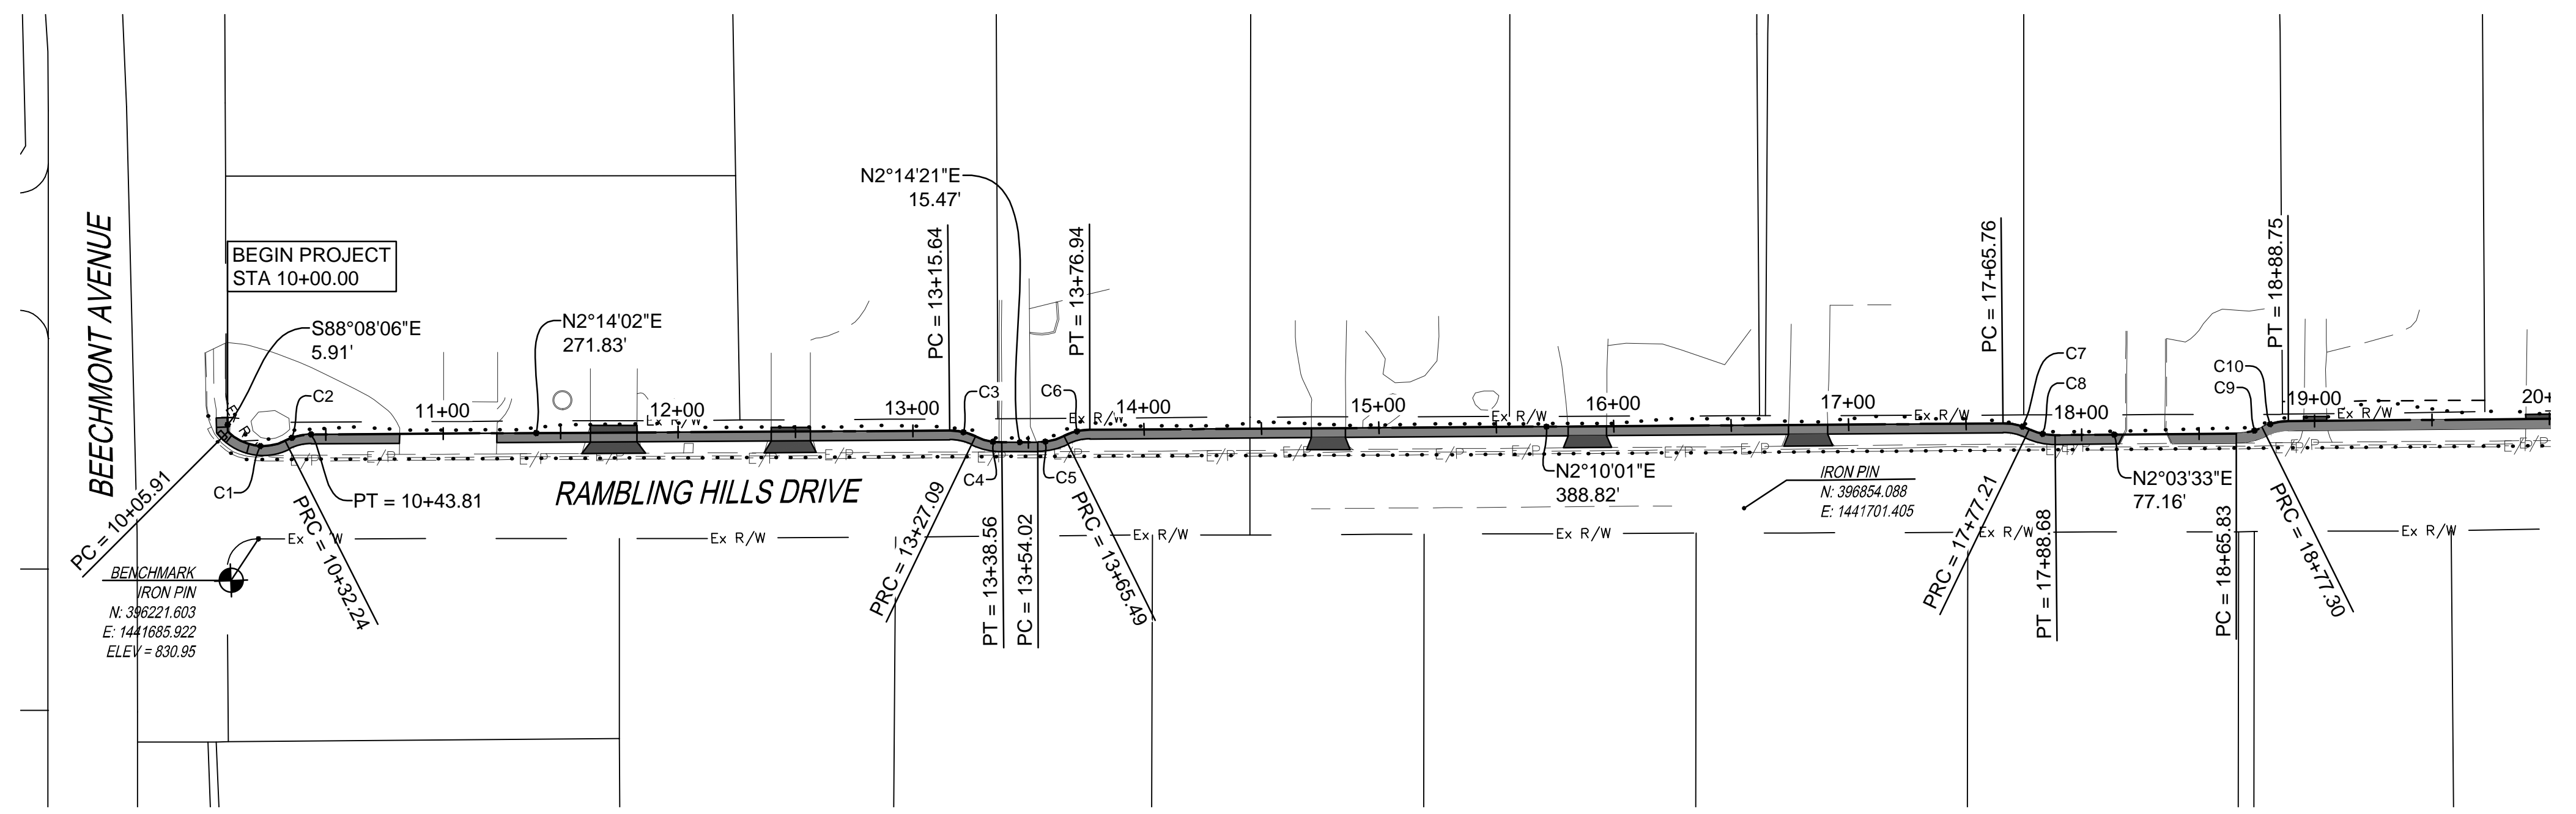 BEECHMONT AVENUE
BEGIN PROJECT
STA 10+00.00
S88°08'06"E
5.91'
C2
C1
PC = 10+05.91
PRC = 10+32.24
PT = 10+43.81
BENCHMARK
IRON PIN
N: 396221.603
E: 1441685.922
ELEV = 830.95
11+00
N2°14'02"E
271.83'
12+00
13+00
RAMBLING HILLS DRIVE
N2°14'21"E
15.47'
PC = 13+15.64
C3
C4
PRC = 13+27.09
PT = 13+38.56
PC = 13+54.02
C5
C6
PRC = 13+65.49
PT = 13+76.94
14+00
15+00
16+00
N2°10'01"E
388.82'
17+00
IRON PIN
N: 396854.088
E: 1441701.405
PC = 17+65.76
C7
C8
PRC = 17+77.21
PT = 17+88.68
18+00
N2°03'33"E
77.16'
PC = 18+65.83
C10
C9
PRC = 18+77.30
PT = 18+88.75
19+00
20+
Ex R/W
Ex R/W
Ex R/W
Ex R/W
Ex R/W
Ex R/W
Ex R/W
Ex R/W
Ex R/W
Ex R/W
E/P
E/P
E/P
E/P
E/P
E/P
E/P
E/P
E/P
E/P